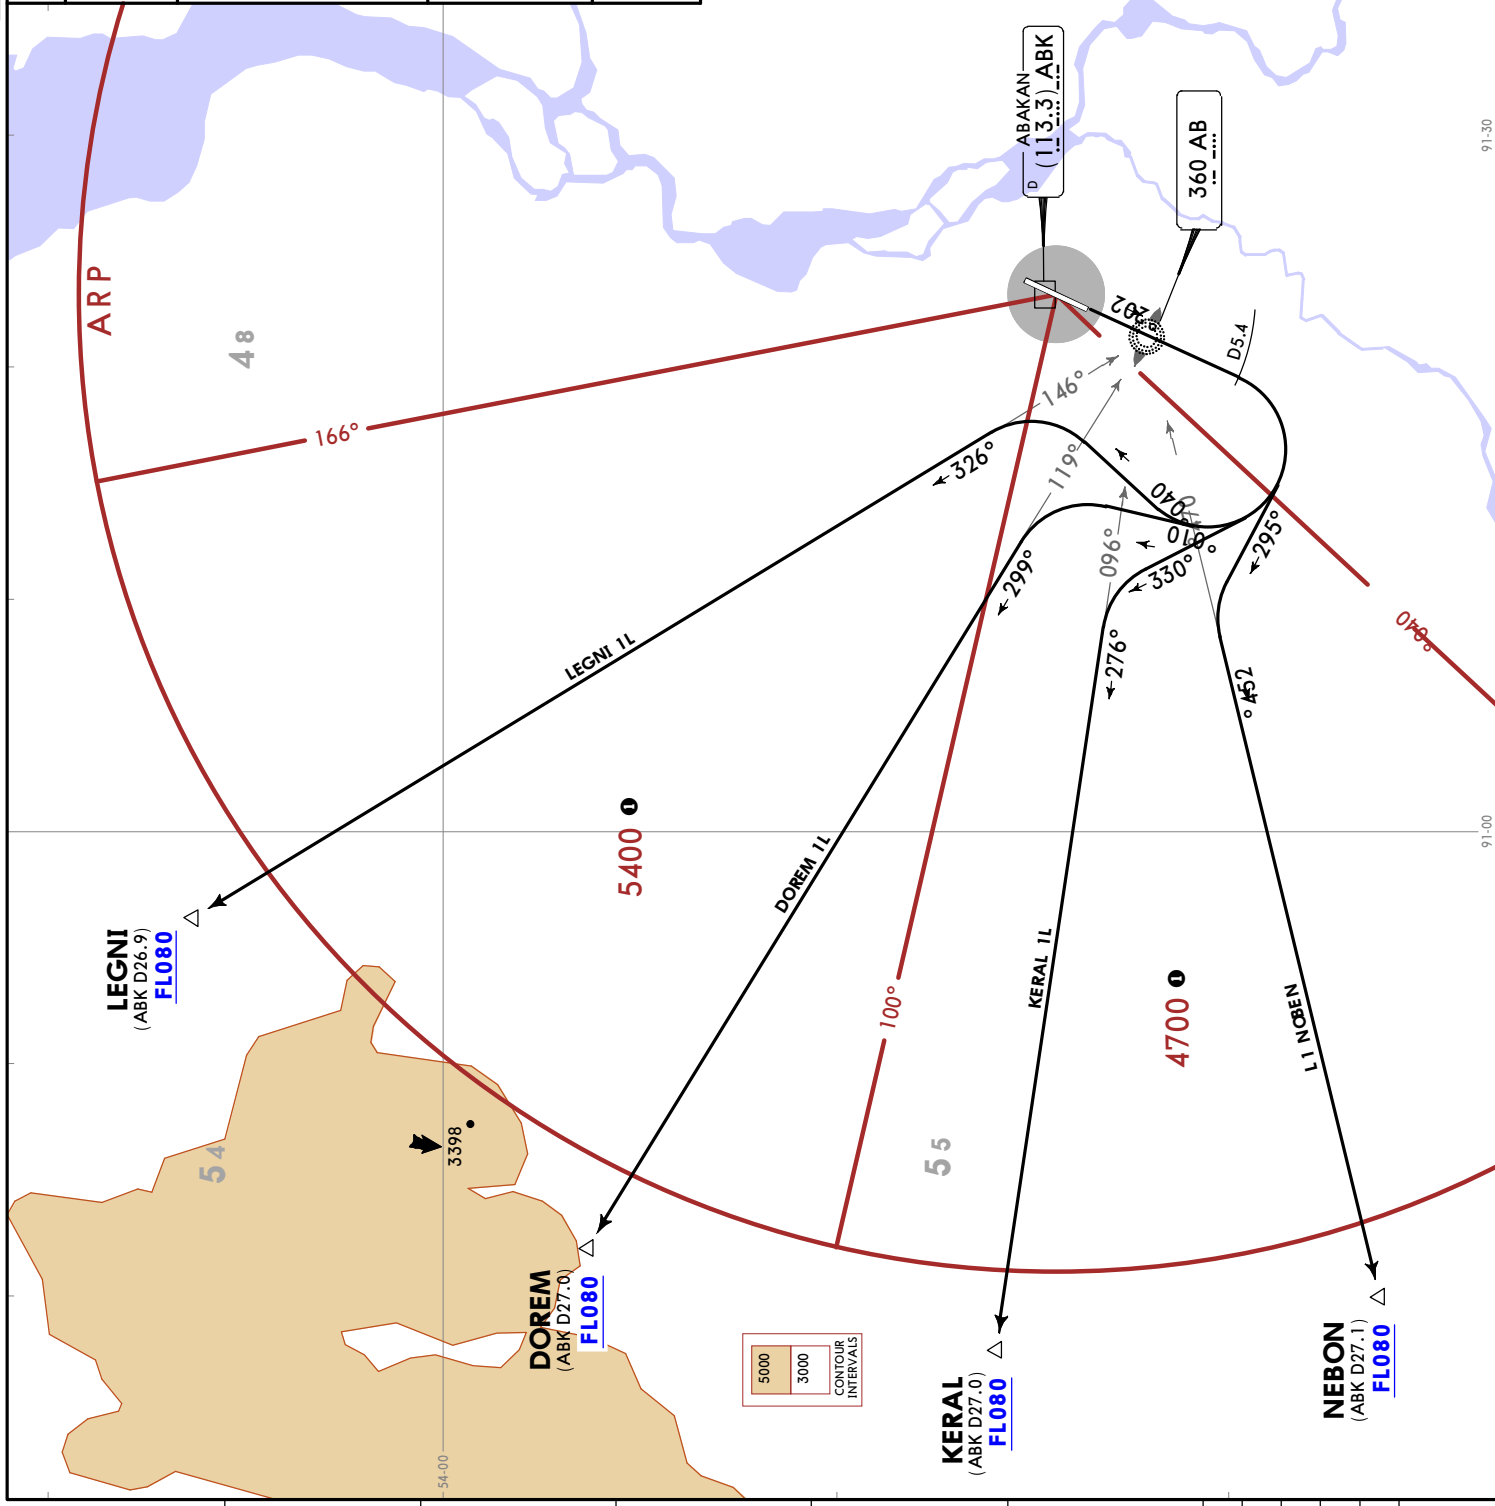 ARP
48
166°
D
ABAKAN
(113.3) ABK
360 AB
91-30
202°
D5.4
146°
119°
326°
040°
010°
096°
299°
330°
295°
276°
040°
LEGNI 1L
5400 1
DOREM 1L
91-00
LEGNI
(ABK D26.9)
FL080
100°
KERAL 1L
4700 1
L1 NOBEN
54
3398
55
DOREM
(ABK D27.0)
FL080
5000
3000
CONTOUR
INTERVALS
KERAL
(ABK D27.0)
FL080
NEBON
(ABK D27.1)
FL080
54-00